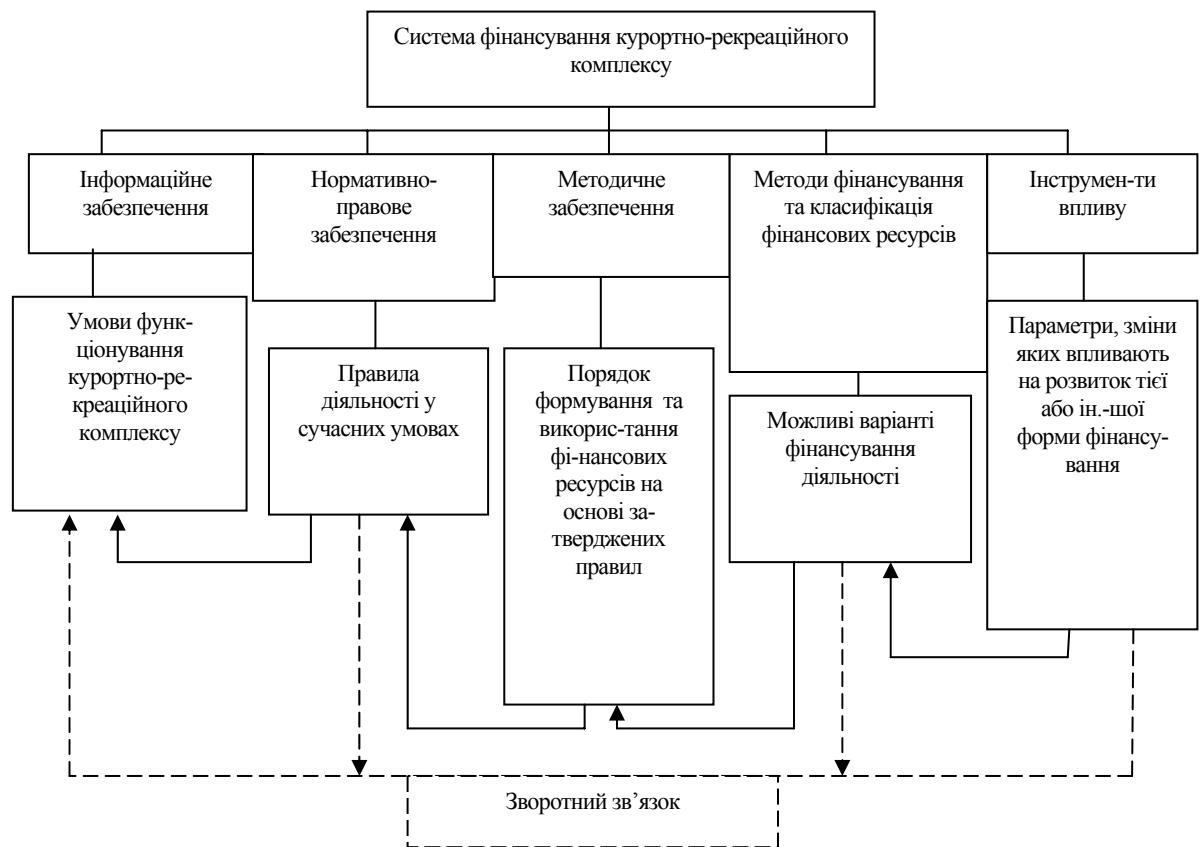 Система фінансування курортно-рекреаційного
комплексу
Інформаційне
забезпечення
Нормативно-
правове
забезпечення
Методичне
забезпечення
Методи фінансування
та класифікація
фінансових ресурсів
Інструмен-ти
впливу
Умови функ-
ціонування
курортно-ре-
креаційного
комплексу
Правила
діяльності у
сучасних умовах
Порядок
формування та
викорис-тання
фі-нансових
ресурсів на
основі за-
тверджених
правил
Можливі варіанті
фінансування
діяльності
Параметри, зміни
яких впливають
на розвиток тієї
або ін.-шої
форми фінансу-
вання
Зворотний зв’язок